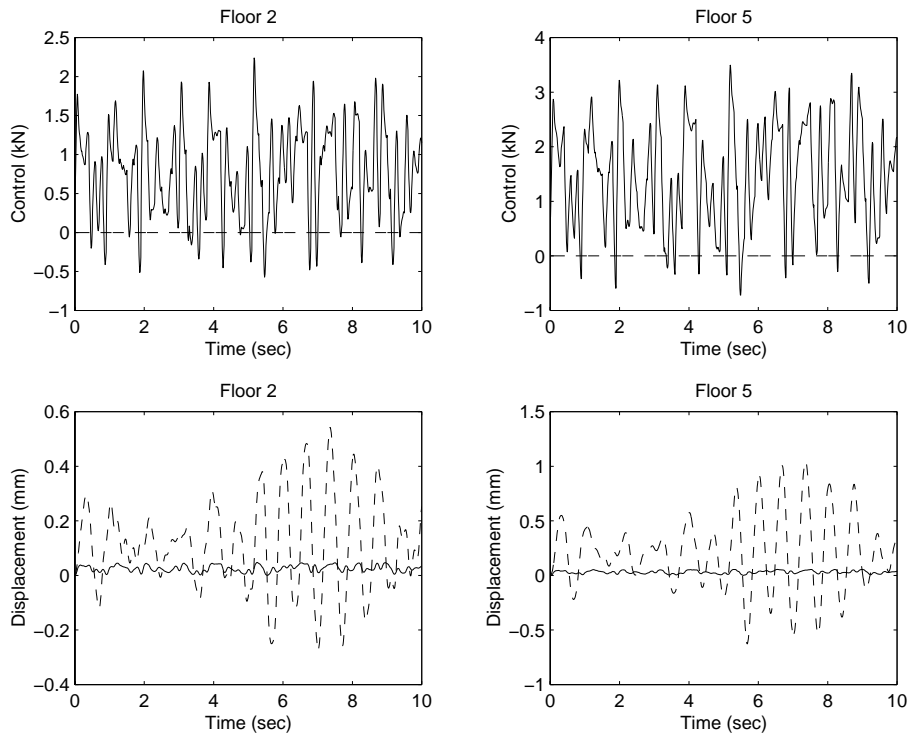 Floor 2
2.5
2
1.5
1
0.5
0
−0.5
−1
Control (kN)
0 2 4 6 8 10
Time (sec)
Floor 5
4
3
2
1
0
−1
Control (kN)
0 2 4 6 8 10
Time (sec)
Floor 2
0.6
0.4
0.2
0
−0.2
−0.4
Displacement (mm)
0 2 4 6 8 10
Time (sec)
Floor 5
1.5
1
0.5
0
−0.5
−1
Displacement (mm)
0 2 4 6 8 10
Time (sec)